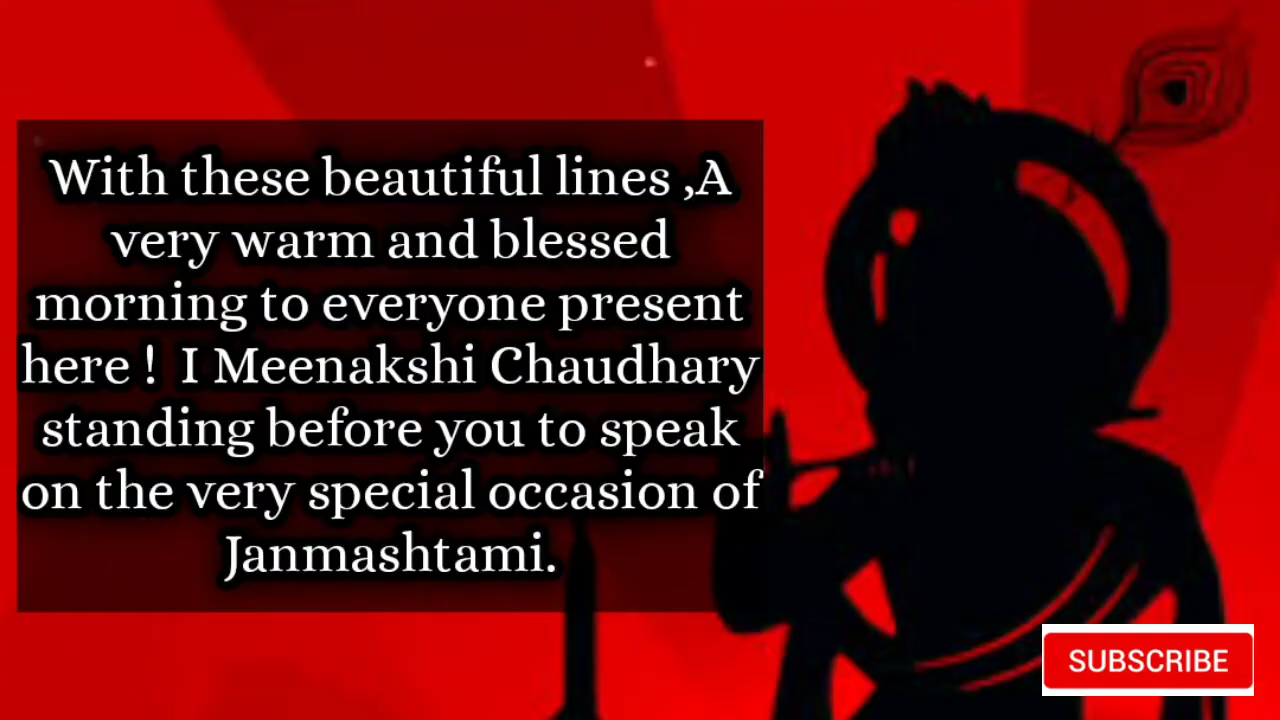 With these beautiful lines ,A
very warm and blessed
morning to everyone present
here ! I Meenakshi Chaudhary
standing before you to speak
on the very special occasion of
Janmashtami.
SUBSCRIBE